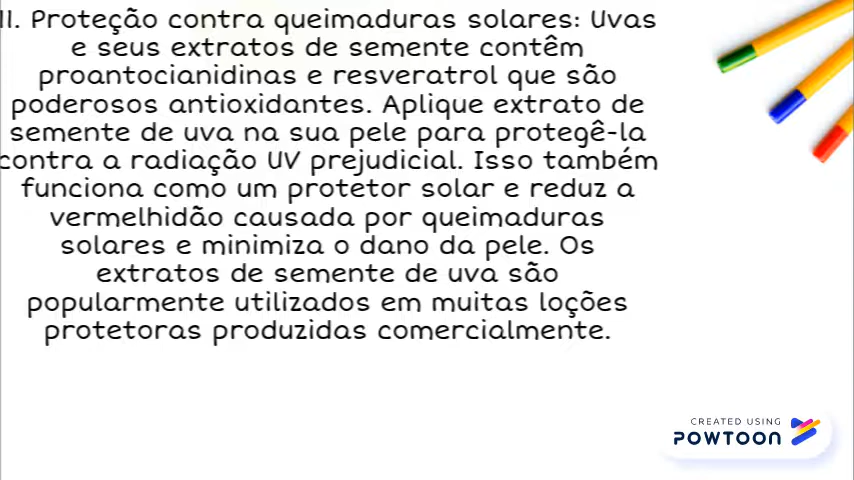 II. Proteção contra queimaduras solares: Uvas
e seus extratos de semente contêm
proantocianidinas e resveratrol que são
poderosos antioxidantes. Aplique extrato de
semente de uva na sua pele para protegê-la
contra a radiação UV prejudicial. Isso também
funciona como um protetor solar e reduz a
vermelhidão causada por queimaduras
solares e minimiza o dano da pele. Os
extratos de semente de uva são
popularmente utilizados em muitas loções
protetoras produzidas comercialmente.
CREATED USING
POWTOON